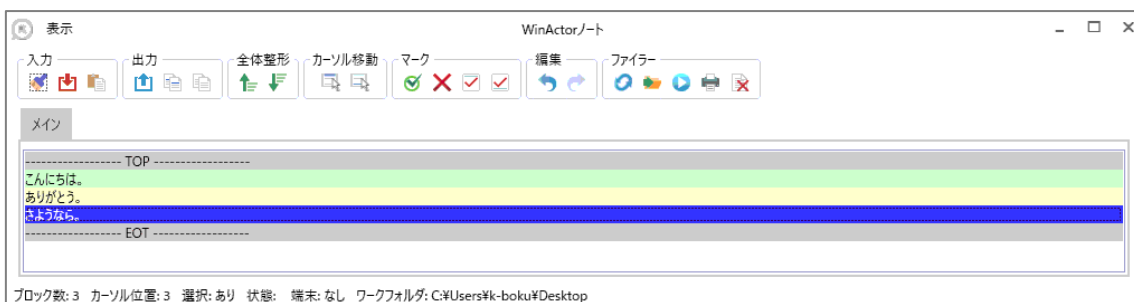 表示
WinActorノート
入力 出力 全体整形 カーソル移動 マーク 編集 ファイラー
メイン
------------------ TOP ------------------
こんにちは。
ありがとう。
さようなら。
------------------ EOT ------------------
ブロック数: 3 カーソル位置: 3 選択: あり 状態: 端末: なし ワークフォルダ: C:¥Users¥k-boku¥Desktop